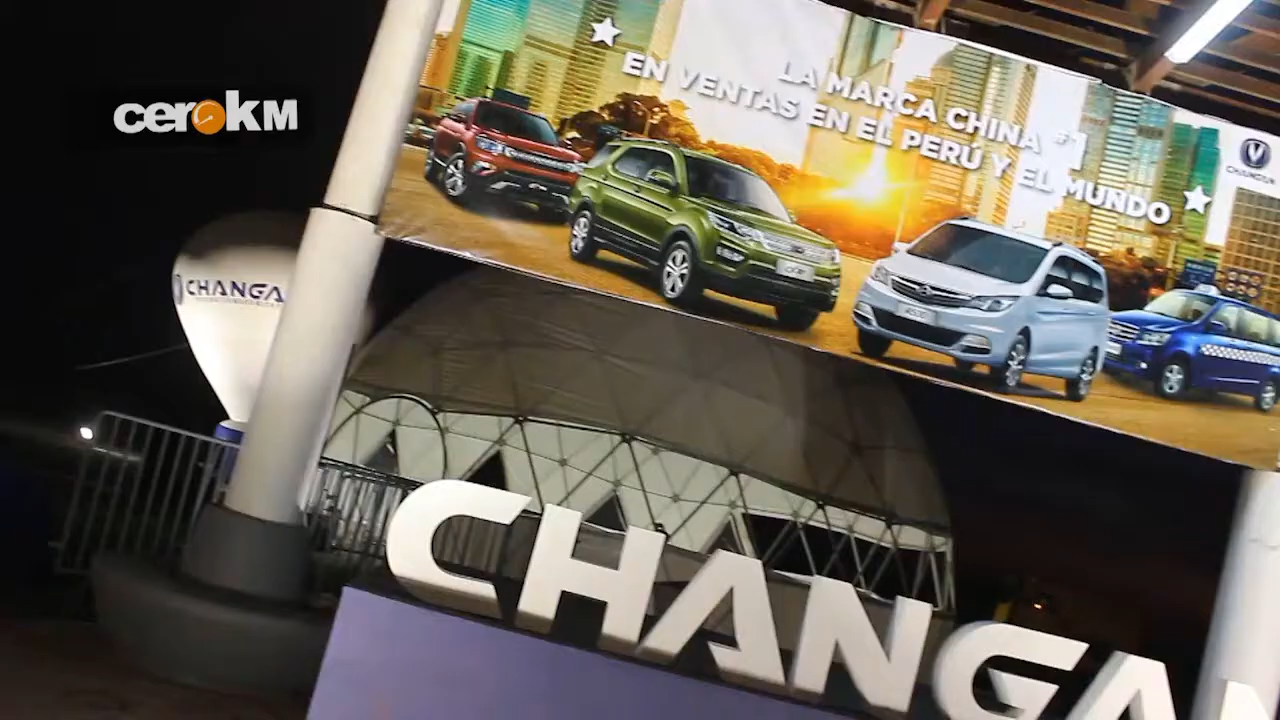 cerokm
LA MARCA CHINA #1
EN VENTAS EN EL PERÚ Y EL MUNDO
CHANGAN
CHANGA
CHANGAN